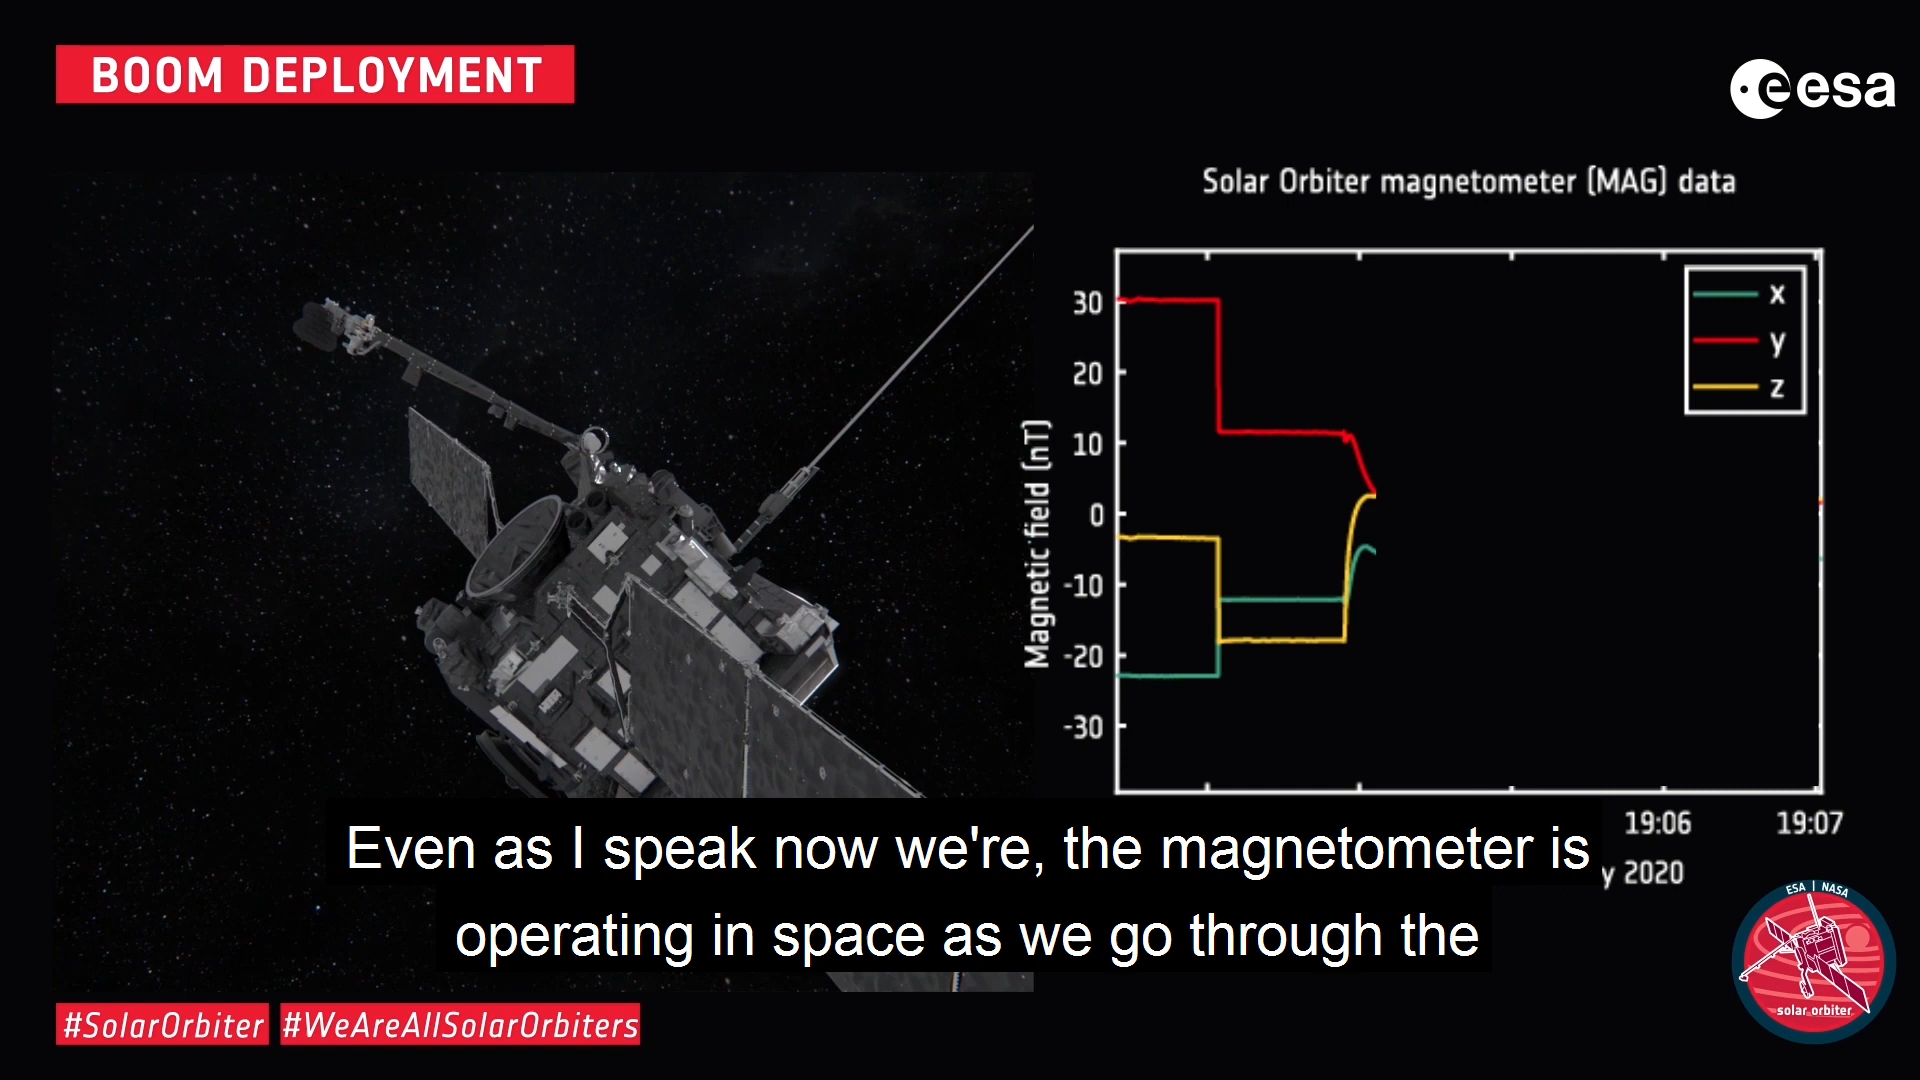 BOOM DEPLOYMENT
esa
Solar Orbiter magnetometer (MAG) data
x
y
z
30
20
10
0
-10
-20
-30
Magnetic field (nT)
19:06
19:07
y 2020
Even as I speak now we're, the magnetometer is
operating in space as we go through the
ESA | NASA
solar orbiter
#SolarOrbiter #WeAreAllSolarOrbiters